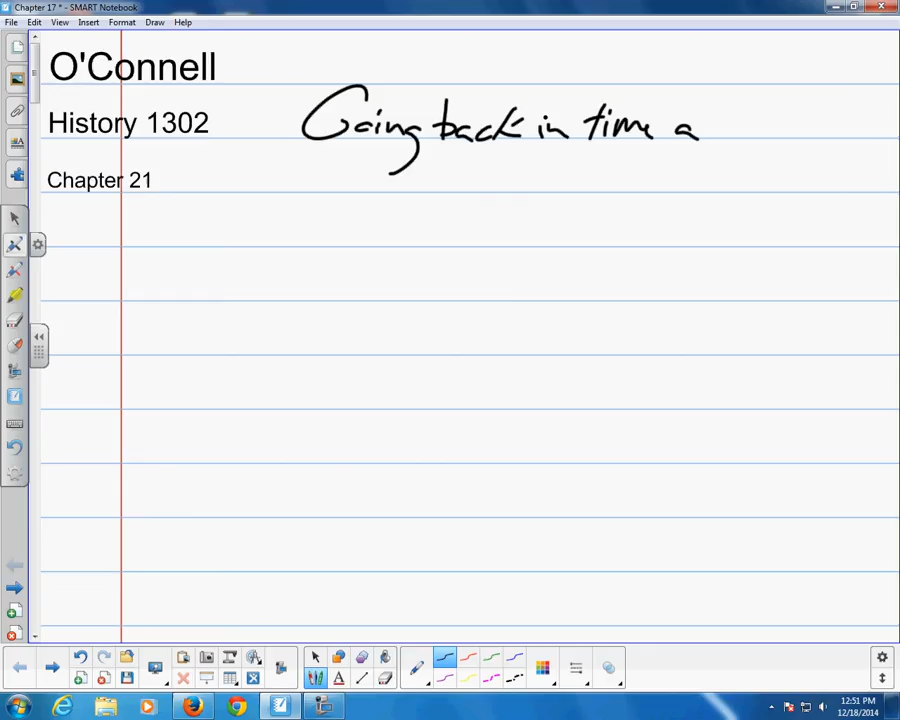 Chapter 17 * - SMART Notebook
File Edit View Insert Format Draw Help
O'Connell
History 1302 Going back in time a
Chapter 21
12:51 PM
12/18/2014